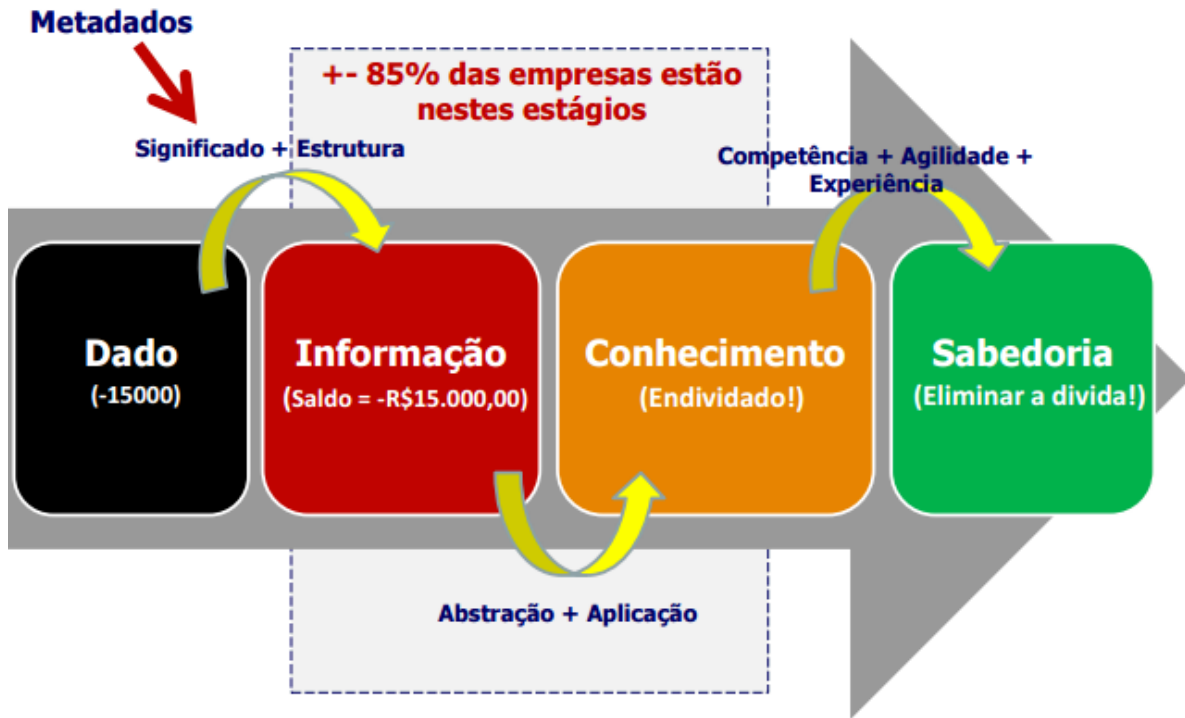 Metadados
+- 85% das empresas estão
nestes estágios
Significado + Estrutura
Competência + Agilidade +
Experiência
Dado
(-15000)
Informação
(Saldo = -R$15.000,00)
Conhecimento
(Endividado!)
Sabedoria
(Eliminar a divida!)
Abstração + Aplicação